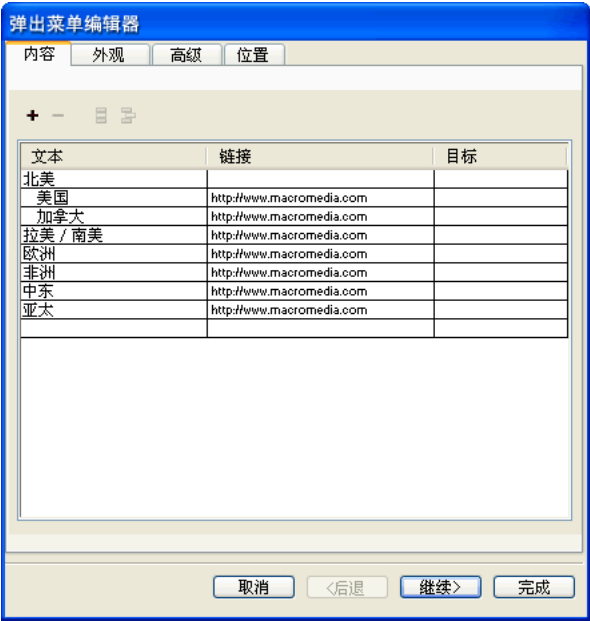 弹出菜单编辑器
内容 外观 高级 位置
文本 链接 目标
北美
美国 http://www.macromedia.com
加拿大 http://www.macromedia.com
拉美 / 南美 http://www.macromedia.com
欧洲 http://www.macromedia.com
非洲 http://www.macromedia.com
中东 http://www.macromedia.com
亚太 http://www.macromedia.com
取消 <后退 继续> 完成